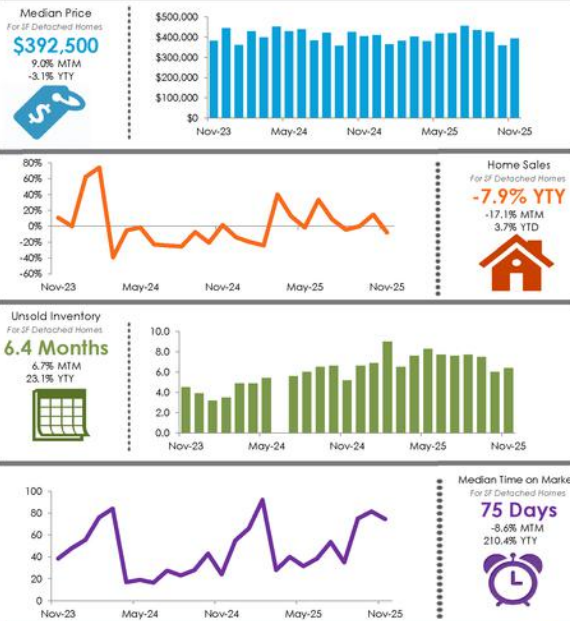 Median Price
For SF Detached Homes
$392,500
9.0% MTM
-3.1% YTY
$
$500,000
$400,000
$300,000
$200,000
$100,000
$0
Nov-23 May-24 Nov-24 May-25 Nov-25
80%
60%
40%
20%
0%
-20%
-40%
-60%
Nov-23 May-24 Nov-24 May-25 Nov-25
Home Sales
For SF Detached Homes
-7.9% YTY
-17.1% MTM
3.7% YTD
Unsold Inventory
For SF Detached Homes
6.4 Months
6.7% MTM
23.1% YTY
10.0
8.0
6.0
4.0
2.0
0.0
Nov-23 May-24 Nov-24 May-25 Nov-25
100
80
60
40
20
0
Nov-23 May-24 Nov-24 May-25 Nov-25
Median Time on Marke
For SF Detached Homes
75 Days
-8.6% MTM
210.4% YTY